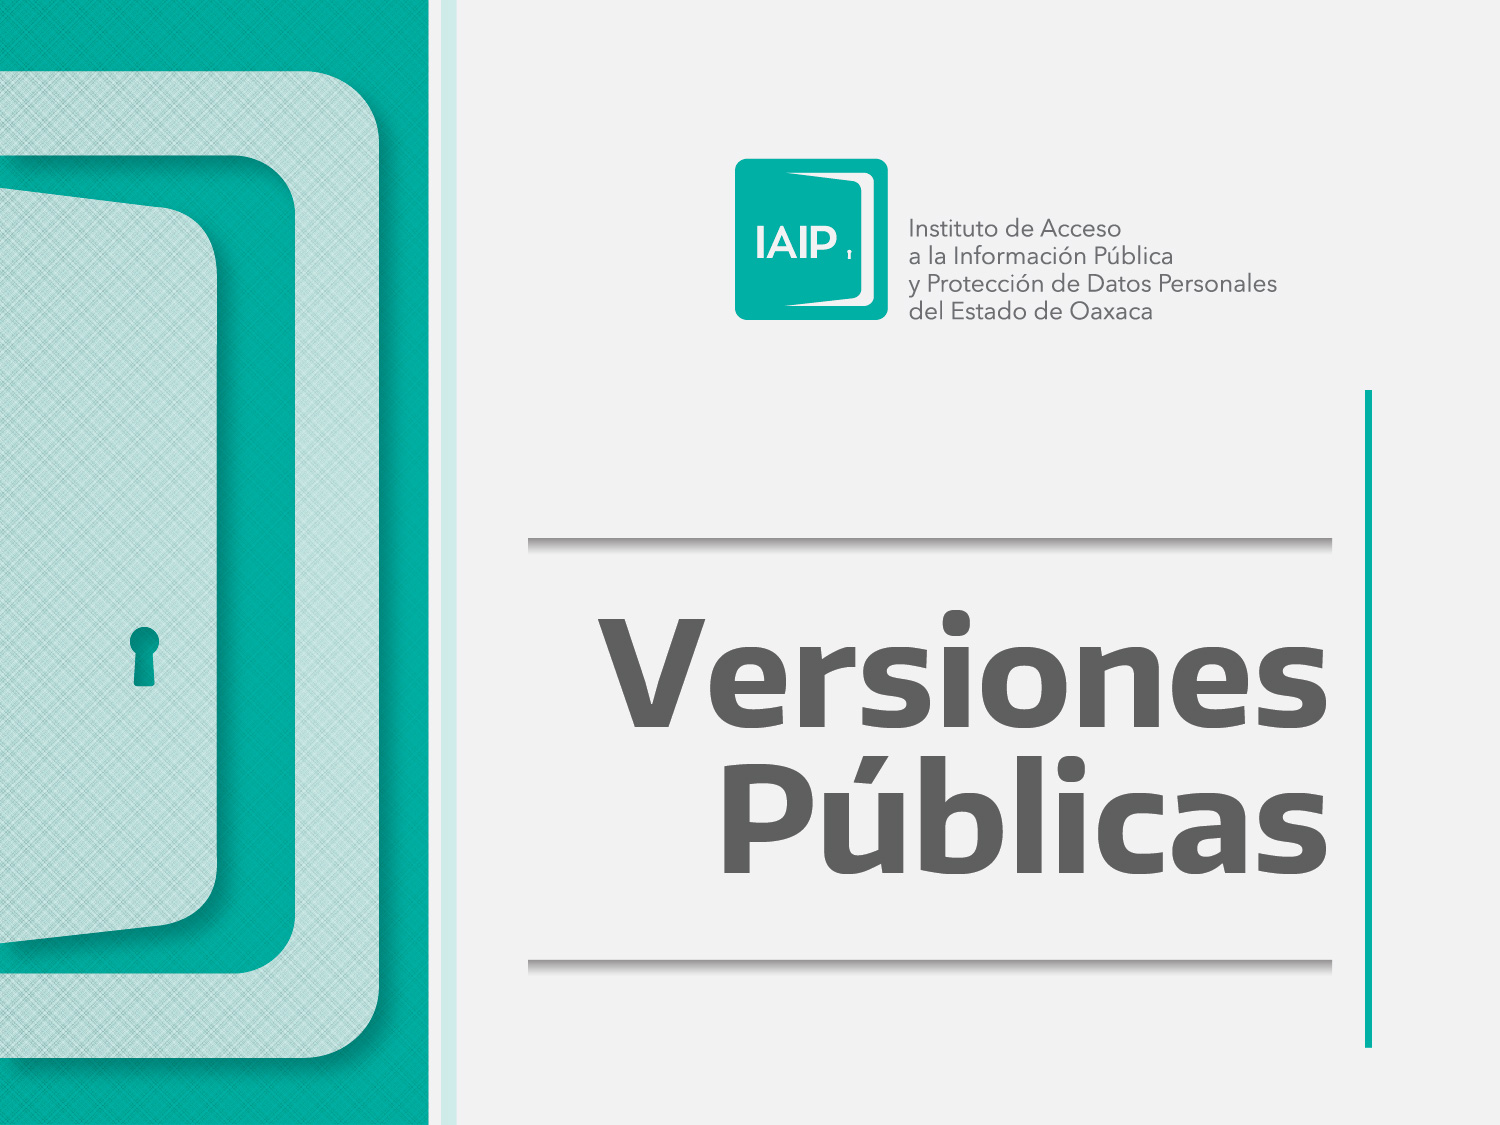 IAIP
Instituto de Acceso
a la Información Pública
y Protección de Datos Personales
del Estado de Oaxaca
Versiones
Públicas